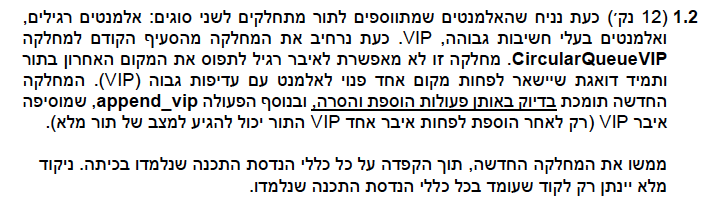 1.2 (12 נק׳) כעת נניח שהאלמנטים שמתווספים לתור מתחלקים לשני סוגים: אלמנטים רגילים,
ואלמנטים בעלי חשיבות גבוהה, VIP. כעת נרחיב את המחלקה מהסעיף הקודם למחלקה
CircularQueueVIP. מחלקה זו לא מאפשרת לאיבר רגיל לתפוס את המקום האחרון בתור
ותמיד דואגת שיישאר לפחות מקום אחד פנוי לאלמנט עם עדיפות גבוה (VIP). המחלקה
החדשה תומכת בדיוק באותן פעולות הוספת והסרה, ובנוסף הפעולה append_vip, שמוסיפה
איבר VIP (רק לאחר הוספת לפחות איבר אחד VIP התור יכול להגיע למצב של תור מלא).
ממשו את המחלקה החדשה, תוך הקפדה על כל כללי הנדסת התכנה שנלמדו בכיתה. ניקוד
מלא יינתן רק לקוד שעומד בכל כללי הנדסת התכנה שנלמדו.